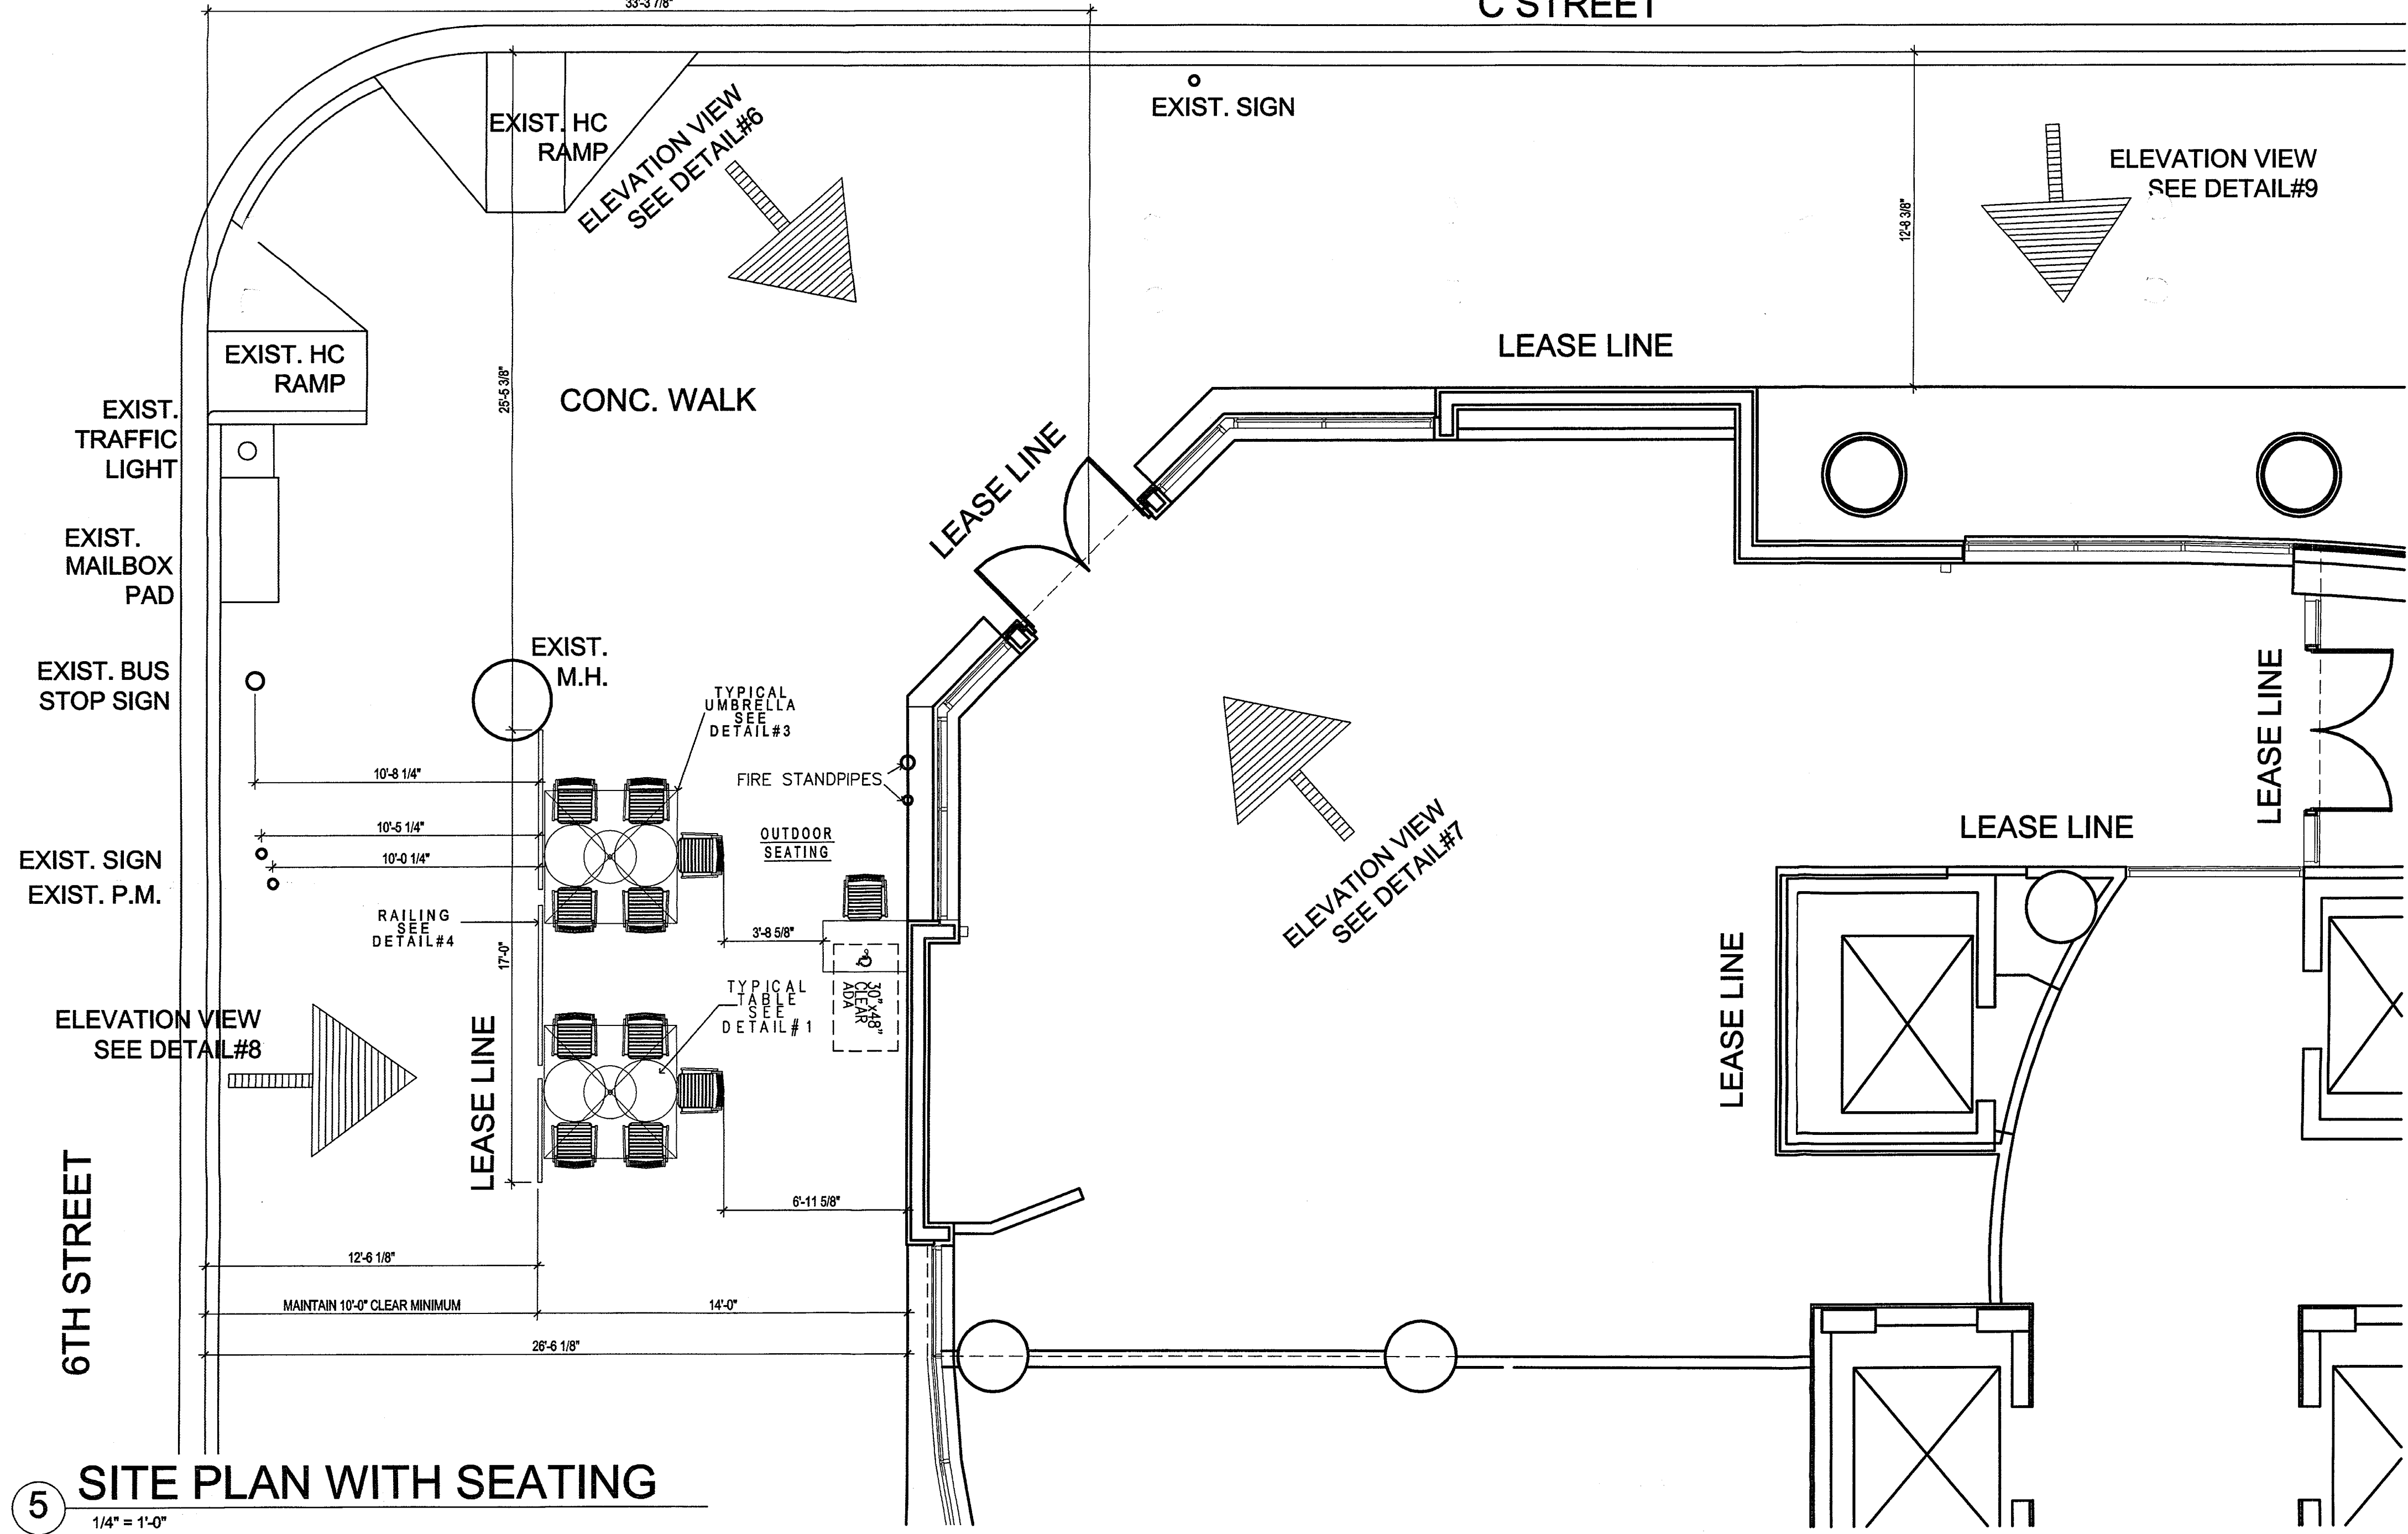 33'-3 7/8"
C STREET
EXIST. HC
RAMP
ELEVATION VIEW
SEE DETAIL#6
EXIST. SIGN
ELEVATION VIEW
SEE DETAIL#9
12'-8 3/8"
LEASE LINE
EXIST. HC
RAMP
25'-5 3/8"
CONC. WALK
EXIST.
TRAFFIC
LIGHT
LEASE LINE
EXIST.
MAILBOX
PAD
EXIST. BUS
STOP SIGN
EXIST.
M.H.
TYPICAL
UMBRELLA
SEE
DETAIL#3
LEASE LINE
10'-8 1/4"
FIRE STANDPIPES
10'-5 1/4"
OUTDOOR
SEATING
EXIST. SIGN
10'-0 1/4"
EXIST. P.M.
ELEVATION VIEW
SEE DETAIL#7
LEASE LINE
RAILING
SEE
DETAIL#4
17'-0"
3'-8 5/8"
LEASE LINE
TYPICAL
TABLE
SEE
DETAIL#1
30"x48"
CLEAR
ADA
ELEVATION VIEW
SEE DETAIL#8
LEASE LINE
6TH STREET
6'-11 5/8"
12'-6 1/8"
MAINTAIN 10'-0" CLEAR MINIMUM
14'-0"
26'-6 1/8"
5
SITE PLAN WITH SEATING
1/4" = 1'-0"